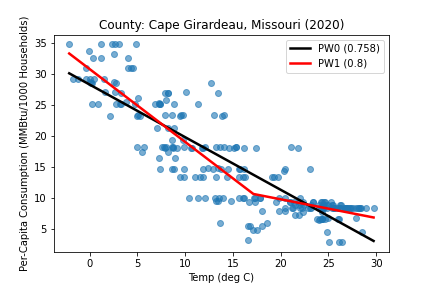 County: Cape Girardeau, Missouri (2020)
Per-Capita Consumption (MMBtu/1000 Households)
35
30
25
20
15
10
5
PW0 (0.758)
PW1 (0.8)
0 5 10 15 20 25 30
Temp (deg C)